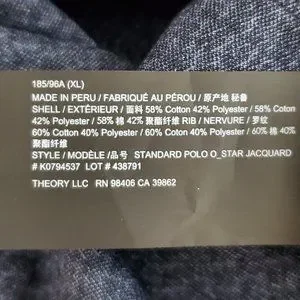 185/96A (XL)
MADE IN PERU / FABRIQUÉ AU PÉROU / 原产地 秘鲁
SHELL / EXTÉRIEUR / 面料 58% Cotton 42% Polyester / 58% Coton
42% Polyester / 58% 棉 42% 聚酯纤维 RIB / NERVURE / 罗纹
60% Cotton 40% Polyester / 60% Coton 40% Polyester / 60% 棉 40%
聚酯纤维
STYLE / MODÈLE /品号 STANDARD POLO O_STAR JACQUARD
# K0794537 LOT # 438791
THEORY LLC RN 98406 CA 39862